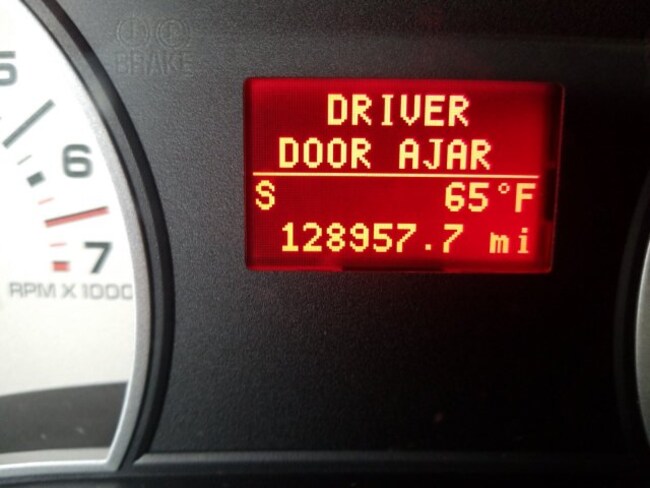 BRAKE
DRIVER
DOOR AJAR
S 65°F
128957.7 mi
5
6
7
RPM X 1000